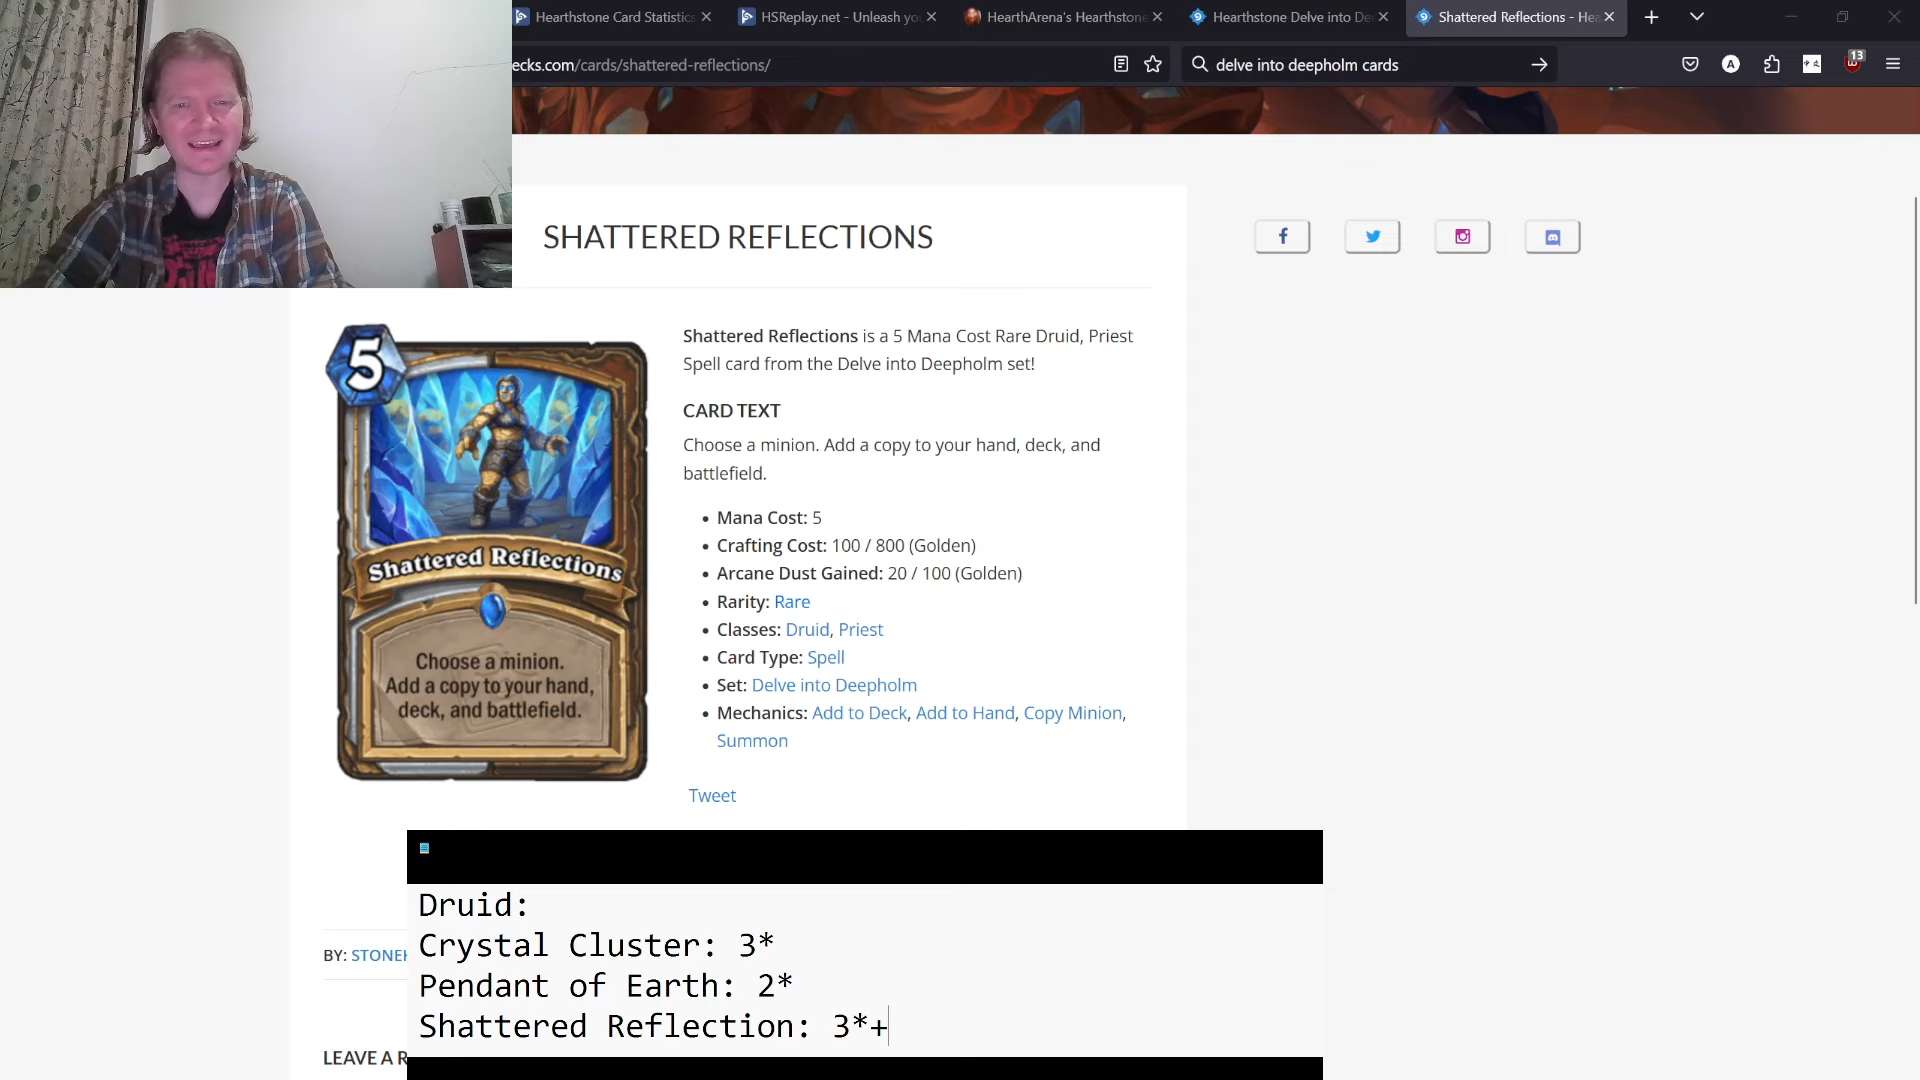 Hearthstone Card Statistics
HSReplay.net - Unleash yo
HearthArena's Hearthstone
Hearthstone Delve into De
Shattered Reflections - Hea
ecks.com/cards/shattered-reflections/
delve into deepholm cards
A
13
SHATTERED REFLECTIONS
5
Shattered Reflections
Choose a minion.
Add a copy to your hand,
deck, and battlefield.
Shattered Reflections is a 5 Mana Cost Rare Druid, Priest
Spell card from the Delve into Deepholm set!
CARD TEXT
Choose a minion. Add a copy to your hand, deck, and
battlefield.
• Mana Cost: 5
• Crafting Cost: 100 / 800 (Golden)
• Arcane Dust Gained: 20 / 100 (Golden)
• Rarity: Rare
• Classes: Druid, Priest
• Card Type: Spell
• Set: Delve into Deepholm
• Mechanics: Add to Deck, Add to Hand, Copy Minion,
Summon
Tweet
BY: STONEK
LEAVE A R
Druid:
Crystal Cluster: 3*
Pendant of Earth: 2*
Shattered Reflection: 3*+